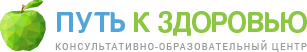 ПУТЬ К ЗДОРОВЬЮ
КОНСУЛЬТАТИВНО-ОБРАЗОВАТЕЛЬНЫЙ ЦЕНТР